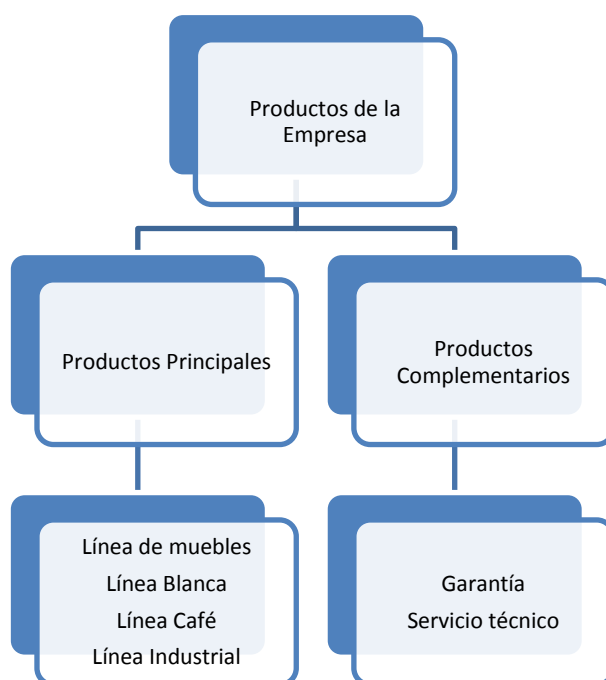 Productos de la
Empresa
Productos Principales
Productos
Complementarios
Línea de muebles
Línea Blanca
Línea Café
Línea Industrial
Garantía
Servicio técnico